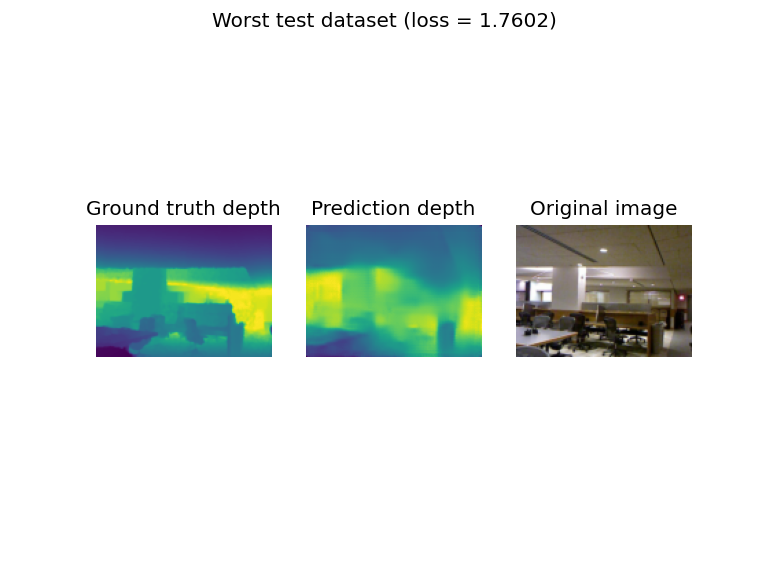 Worst test dataset (loss = 1.7602)
Ground truth depth
Prediction depth
Original image